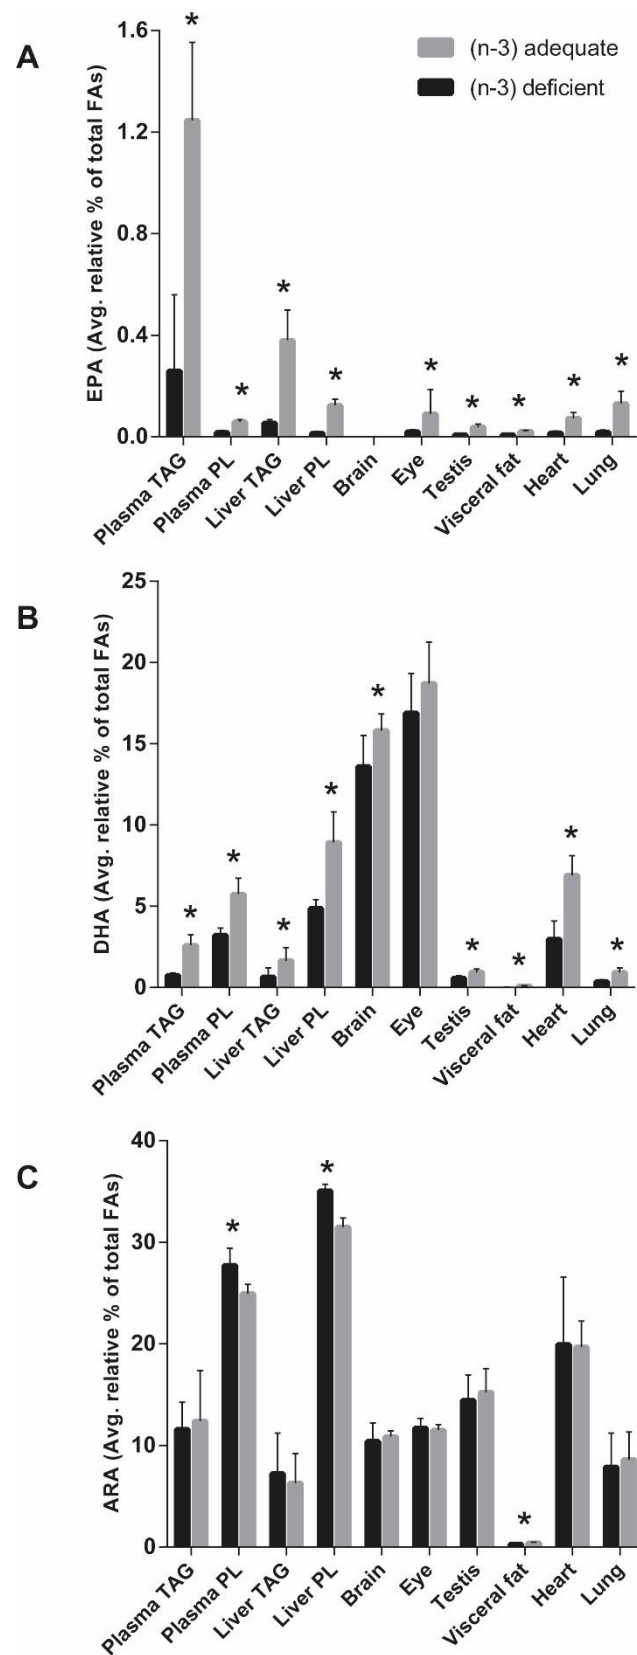 A
EPA (Avg. relative % of total FAs)
1.6
1.2
0.8
0.4
0.0
(n-3) adequate
(n-3) deficient
*
*
*
*
*
*
*
*
*
Plasma TAG
Plasma PL
Liver TAG
Liver PL
Brain
Eye
Testis
Visceral fat
Heart
Lung
B
DHA (Avg. relative % of total FAs)
25
20
15
10
5
0
*
*
*
*
*
*
*
*
*
Plasma TAG
Plasma PL
Liver TAG
Liver PL
Brain
Eye
Testis
Visceral fat
Heart
Lung
C
ARA (Avg. relative % of total FAs)
40
30
20
10
0
*
*
*
Plasma TAG
Plasma PL
Liver TAG
Liver PL
Brain
Eye
Testis
Visceral fat
Heart
Lung